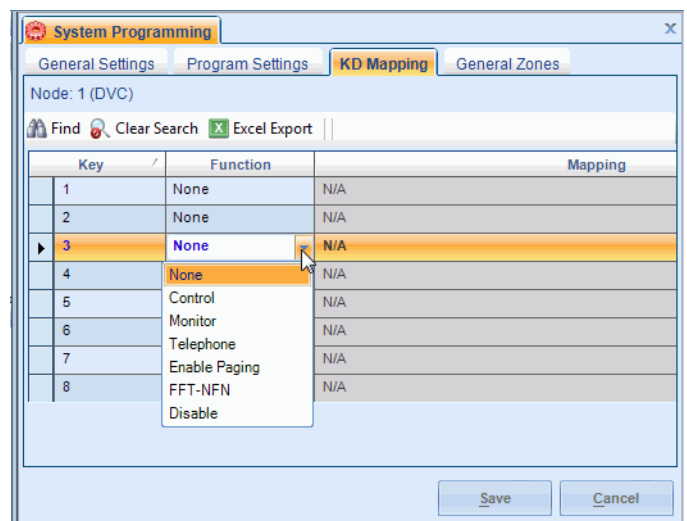 System Programming
x
General Settings Program Settings KD Mapping General Zones
Node: 1 (DVC)
Find Clear Search Excel Export
Key Function Mapping
1 None N/A
2 None N/A
3 None N/A
4 None N/A
5 Control N/A
6 Monitor N/A
7 Telephone N/A
8 Enable Paging N/A
FFT-NFN
Disable
Save Cancel